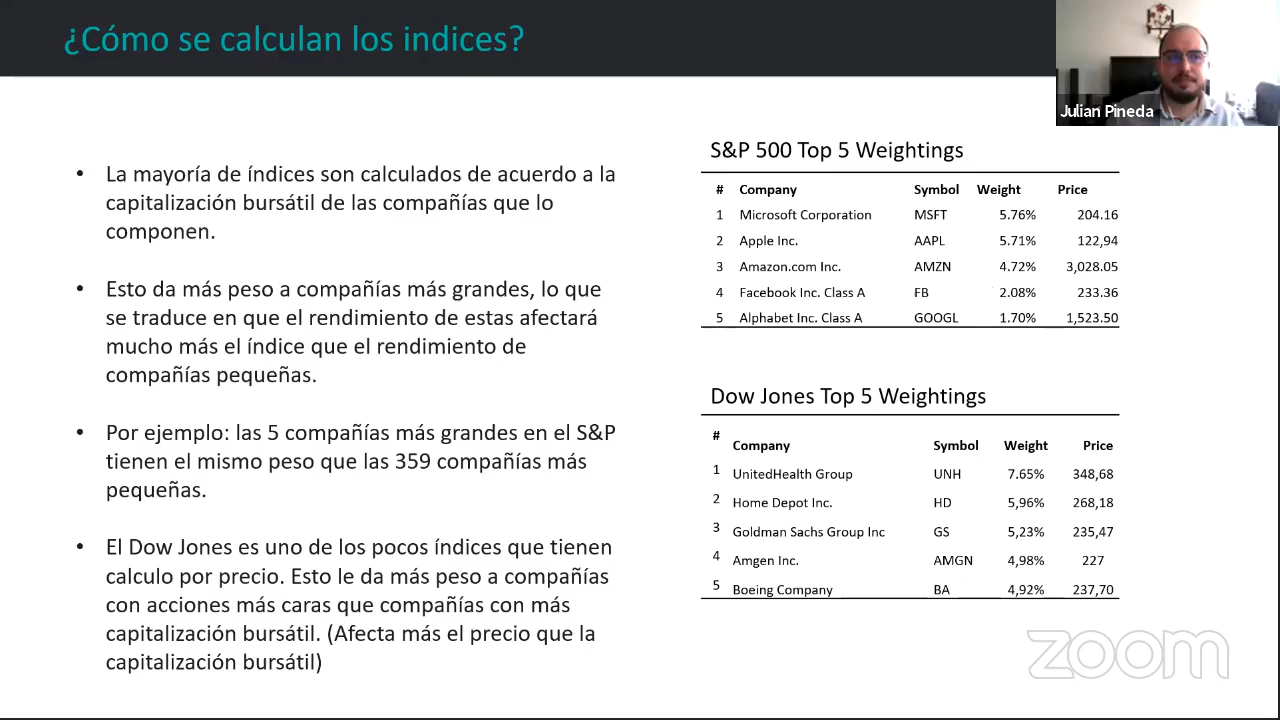 ¿Cómo se calculan los indices?
Julian Pineda
• La mayoría de índices son calculados de acuerdo a la
capitalización bursátil de las compañías que lo
componen.
• Esto da más peso a compañías más grandes, lo que
se traduce en que el rendimiento de estas afectará
mucho más el índice que el rendimiento de
compañías pequeñas.
• Por ejemplo: las 5 compañías más grandes en el S&P
tienen el mismo peso que las 359 compañías más
pequeñas.
• El Dow Jones es uno de los pocos índices que tienen
calculo por precio. Esto le da más peso a compañías
con acciones más caras que compañías con más
capitalización bursátil. (Afecta más el precio que la
capitalización bursátil)
S&P 500 Top 5 Weightings
# Company Symbol Weight Price
1 Microsoft Corporation MSFT 5.76% 204.16
2 Apple Inc. AAPL 5.71% 122,94
3 Amazon.com Inc. AMZN 4.72% 3,028.05
4 Facebook Inc. Class A FB 2.08% 233.36
5 Alphabet Inc. Class A GOOGL 1.70% 1,523.50
Dow Jones Top 5 Weightings
# Company Symbol Weight Price
1 UnitedHealth Group UNH 7.65% 348,68
2 Home Depot Inc. HD 5,96% 268,18
3 Goldman Sachs Group Inc GS 5,23% 235,47
4 Amgen Inc. AMGN 4,98% 227
5 Boeing Company BA 4,92% 237,70
zoom